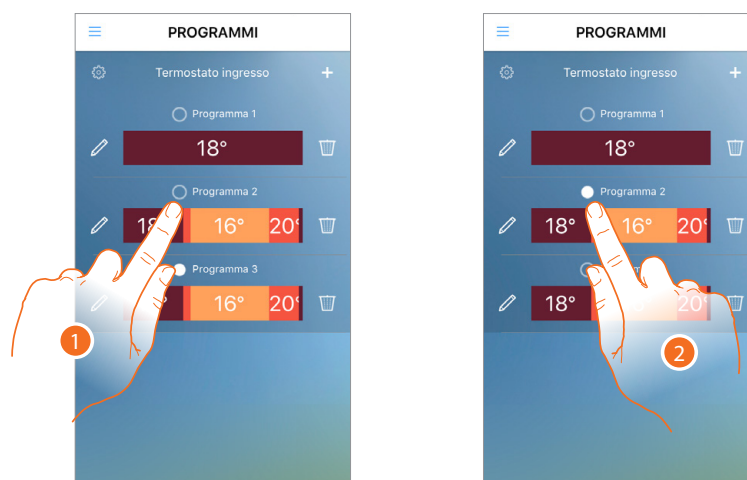 PROGRAMMI
Termostato ingresso
Programma 1
18°
Programma 2
16° 20°
Programma 3
16° 20°
1
PROGRAMMI
Termostato ingresso
Programma 1
18°
Programma 2
18° 16° 20°
18° 20°
2